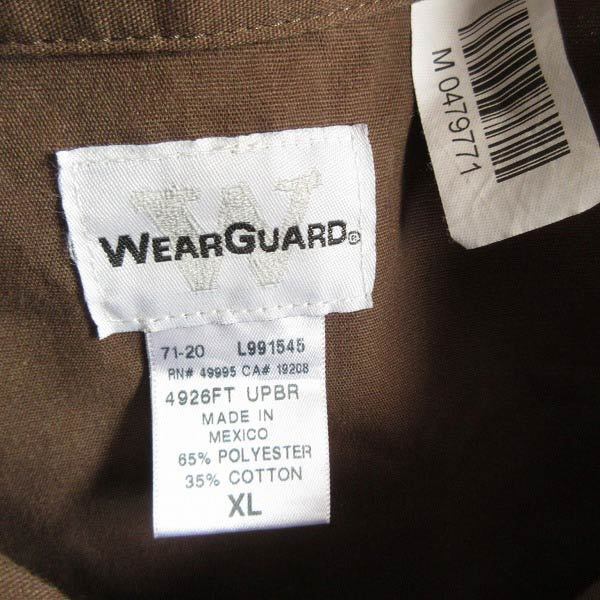 M 0479771
WEARGUARD®
71-20 L991545
RN# 49995 CA# 19208
4926FT UPBR
MADE IN
MEXICO
65% POLYESTER
35% COTTON
XL